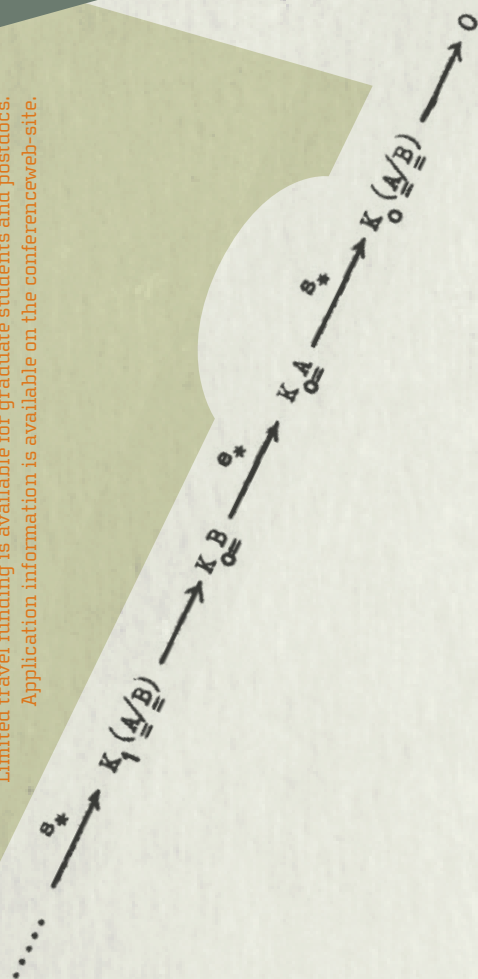 Limited travel funding is available for graduate students and postdocs.
Application information is available on the conferenceweb-site.
..... s* → K₁(A̳/B̳) → K₀B̳ e* → K₀A̳ s* → K₀(A̳/B̳) → 0